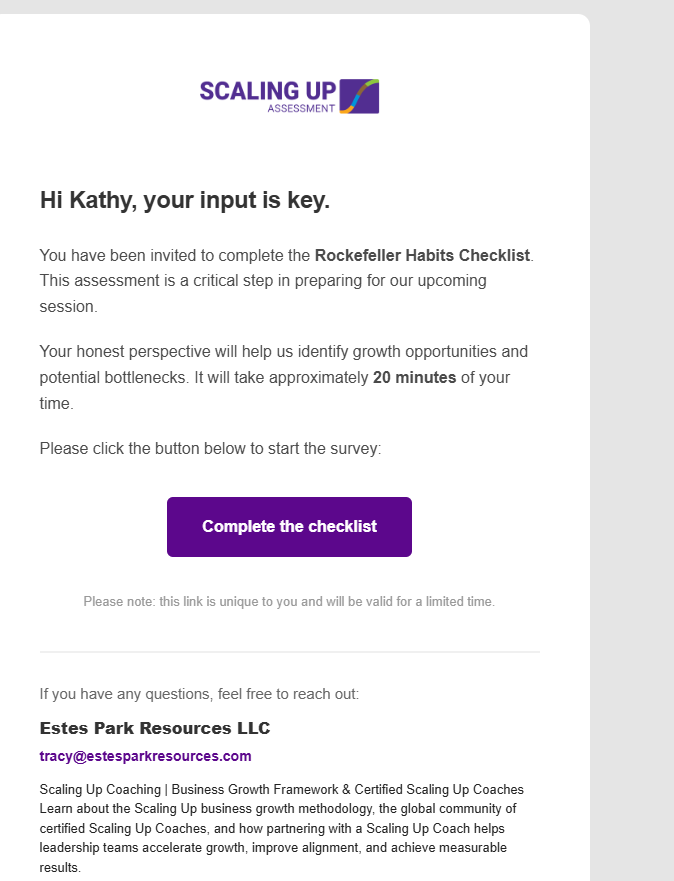 SCALING UP
ASSESSMENT
Hi Kathy, your input is key.
You have been invited to complete the Rockefeller Habits Checklist.
This assessment is a critical step in preparing for our upcoming
session.
Your honest perspective will help us identify growth opportunities and
potential bottlenecks. It will take approximately 20 minutes of your
time.
Please click the button below to start the survey:
Complete the checklist
Please note: this link is unique to you and will be valid for a limited time.
If you have any questions, feel free to reach out:
Estes Park Resources LLC
tracy@estesparkresources.com
Scaling Up Coaching | Business Growth Framework & Certified Scaling Up Coaches
Learn about the Scaling Up business growth methodology, the global community of
certified Scaling Up Coaches, and how partnering with a Scaling Up Coach helps
leadership teams accelerate growth, improve alignment, and achieve measurable
results.